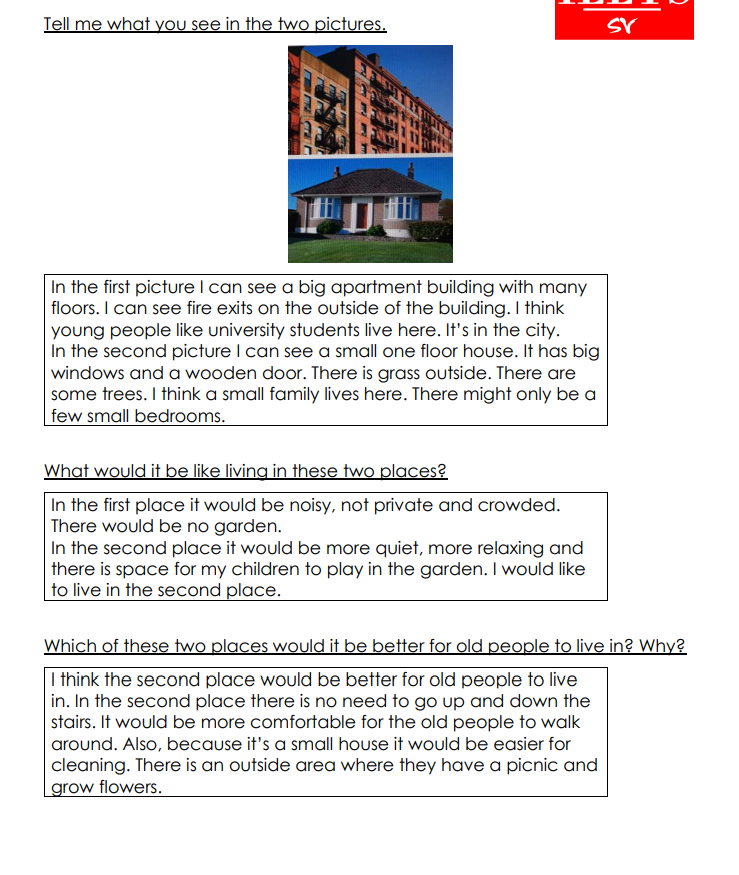 Tell me what you see in the two pictures.
SY
In the first picture I can see a big apartment building with many
floors. I can see fire exits on the outside of the building. I think
young people like university students live here. It's in the city.
In the second picture I can see a small one floor house. It has big
windows and a wooden door. There is grass outside. There are
some trees. I think a small family lives here. There might only be a
few small bedrooms.
What would it be like living in these two places?
In the first place it would be noisy, not private and crowded.
There would be no garden.
In the second place it would be more quiet, more relaxing and
there is space for my children to play in the garden. I would like
to live in the second place.
Which of these two places would it be better for old people to live in? Why?
I think the second place would be better for old people to live
in. In the second place there is no need to go up and down the
stairs. It would be more comfortable for the old people to walk
around. Also, because it's a small house it would be easier for
cleaning. There is an outside area where they have a picnic and
grow flowers.